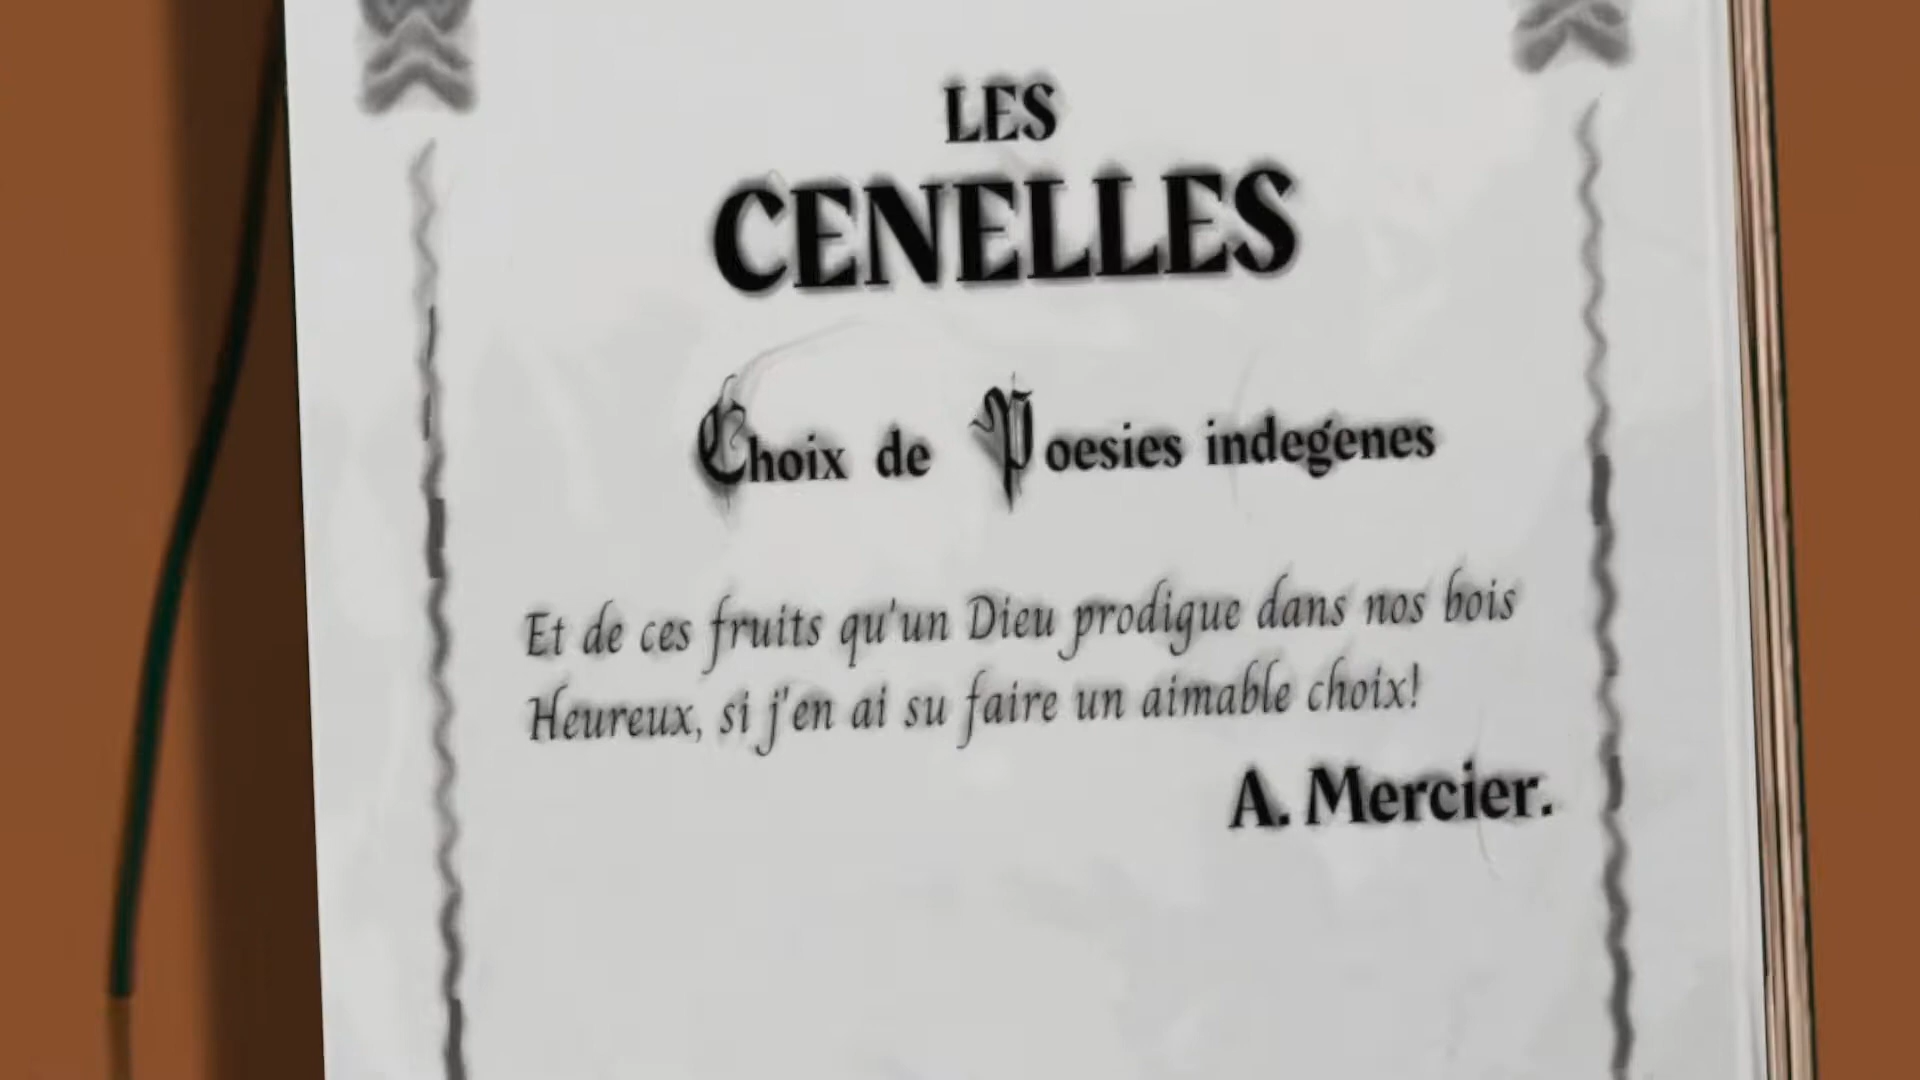 LES
CENELLES
Choix de Poesies indegenes
Et de ces fruits qu'un Dieu prodigue dans nos bois
Heureux, si j'en ai su faire un aimable choix!
A. Mercier.